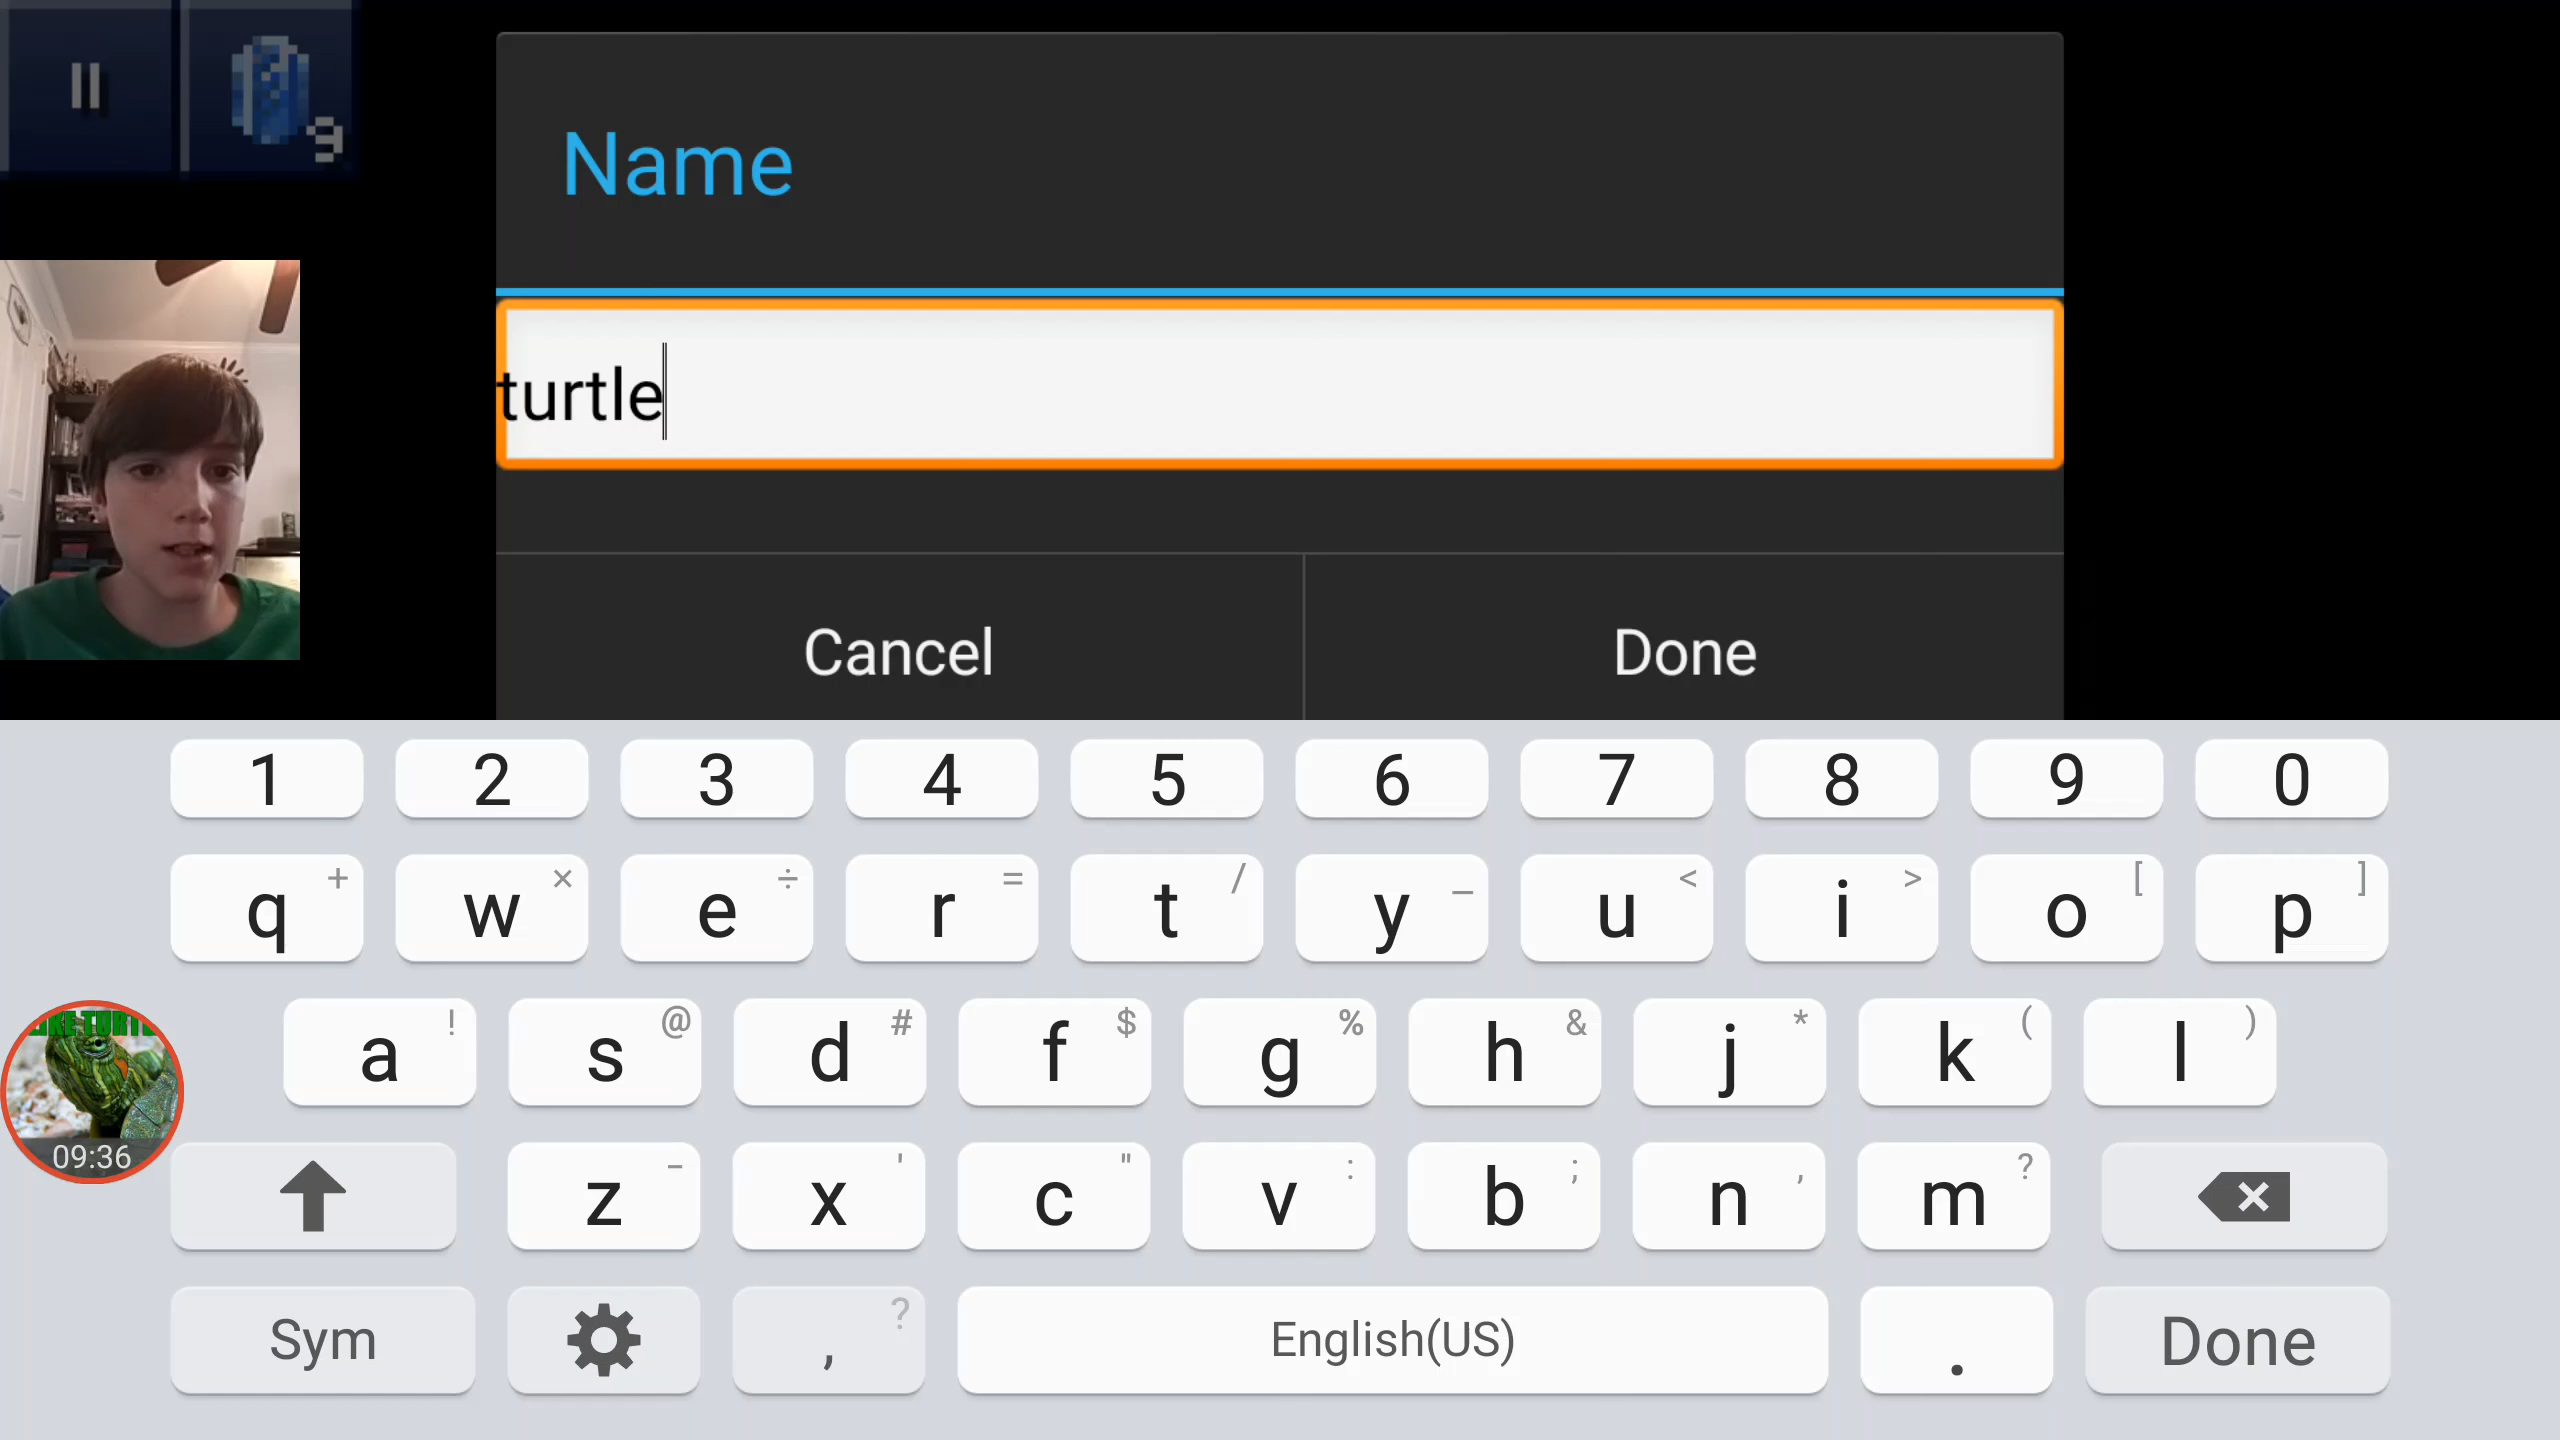 9
Name
turtle
Cancel
Done
1 2 3 4 5 6 7 8 9 0
q + w × e ÷ r = t / y _ u < i > o [ p ]
a ! s @ d # f $ g % h & j * k ( l )
z - x ' c " v : b ; n , m ?
Sym , ? English(US) . Done
09:36